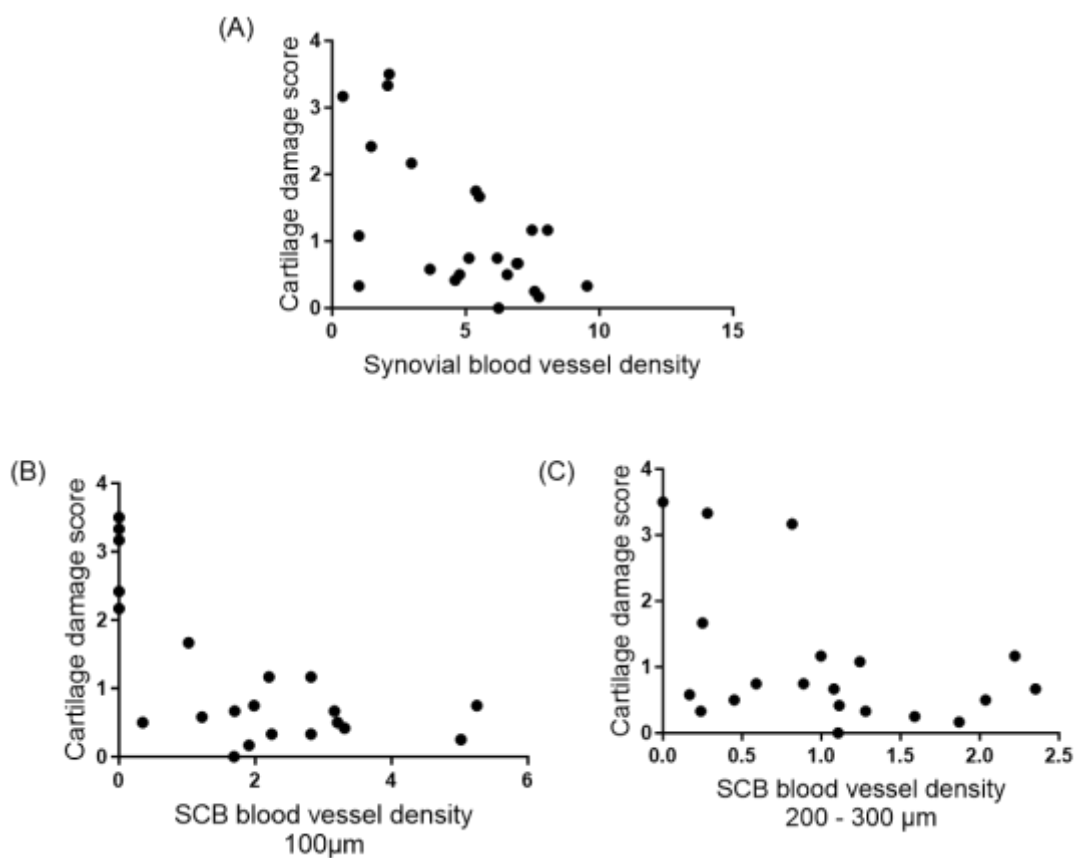 (A)
Cartilage damage score
4
3
2
1
0
0 5 10 15
Synovial blood vessel density
(B)
Cartilage damage score
4
3
2
1
0
0 2 4 6
SCB blood vessel density
100µm
(C)
Cartilage damage score
4
3
2
1
0
0.0 0.5 1.0 1.5 2.0 2.5
SCB blood vessel density
200 - 300 µm